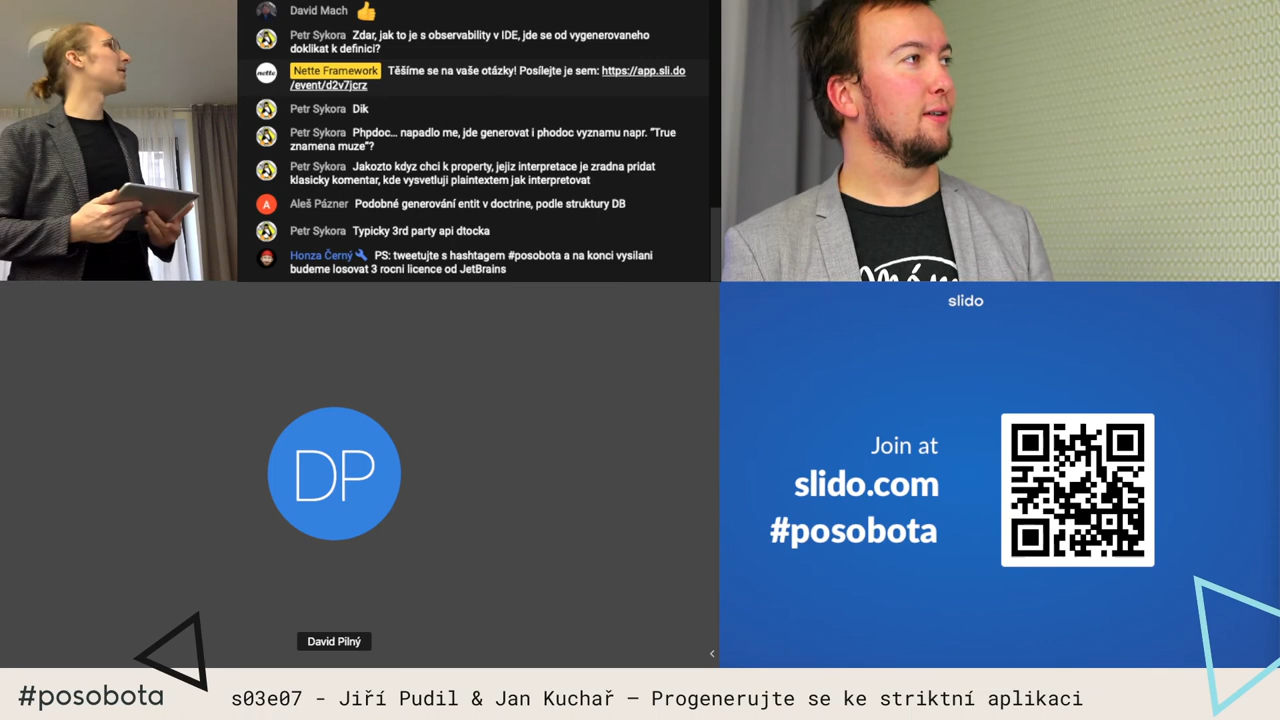 David Mach 👍
Petr Sykora Zdar, jak to je s observability v IDE, jde se od vygenerovaneho
doklikat k definici?
nette
Nette Framework Těšíme se na vaše otázky! Posílejte je sem: https://app.sli.do
/event/d2v7jcrz
Petr Sykora Dik
Petr Sykora Phpdoc... napadlo me, jde generovat i phodoc vyznamu napr. "True
znamena muze"?
Petr Sykora Jakozto kdyz chci k property, jejiz interpretace je zradna pridat
klasicky komentar, kde vysvetluji plaintextem jak interpretovat
A
Aleš Pázner Podobné generování entit v doctrine, podle struktury DB
Petr Sykora Typicky 3rd party api dtocka
Honza Černý PS: tweetujte s hashtagem #posobota a na konci vysilani
budeme losovat 3 rocni licence od JetBrains
slido
Join at
slido.com
#posobota
DP
David Pilný
#posobota
s03e07 - Jiří Pudil & Jan Kuchař – Progenerujte se ke striktní aplikaci